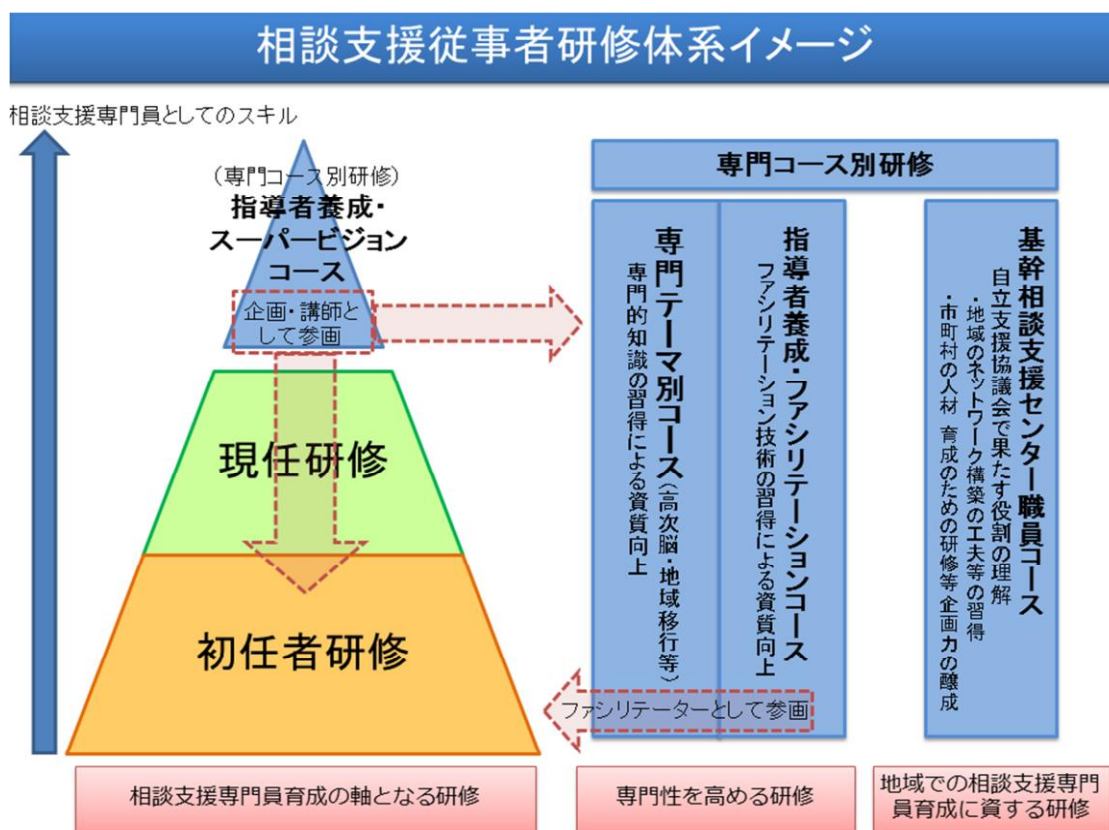 相談支援従事者研修体系イメージ
相談支援専門員としてのスキル
（専門コース別研修）
指導者養成・
スーパービジョン
コース
企画・講師と
して参画
現任研修
初任者研修
専門コース別研修
専門テーマ別コース（高次脳・地域移行等）
専門的知識の習得による資質向上
指導者養成・ファシリテーションコース
ファシリテーション技術の習得による資質向上
基幹相談支援センター職員コース
自立支援協議会で果たす役割の理解
・地域のネットワーク構築の工夫等の習得
・市町村の人材 育成のための研修等企画力の醸成
ファシリテーターとして参画
相談支援専門員育成の軸となる研修
専門性を高める研修
地域での相談支援専門
員育成に資する研修